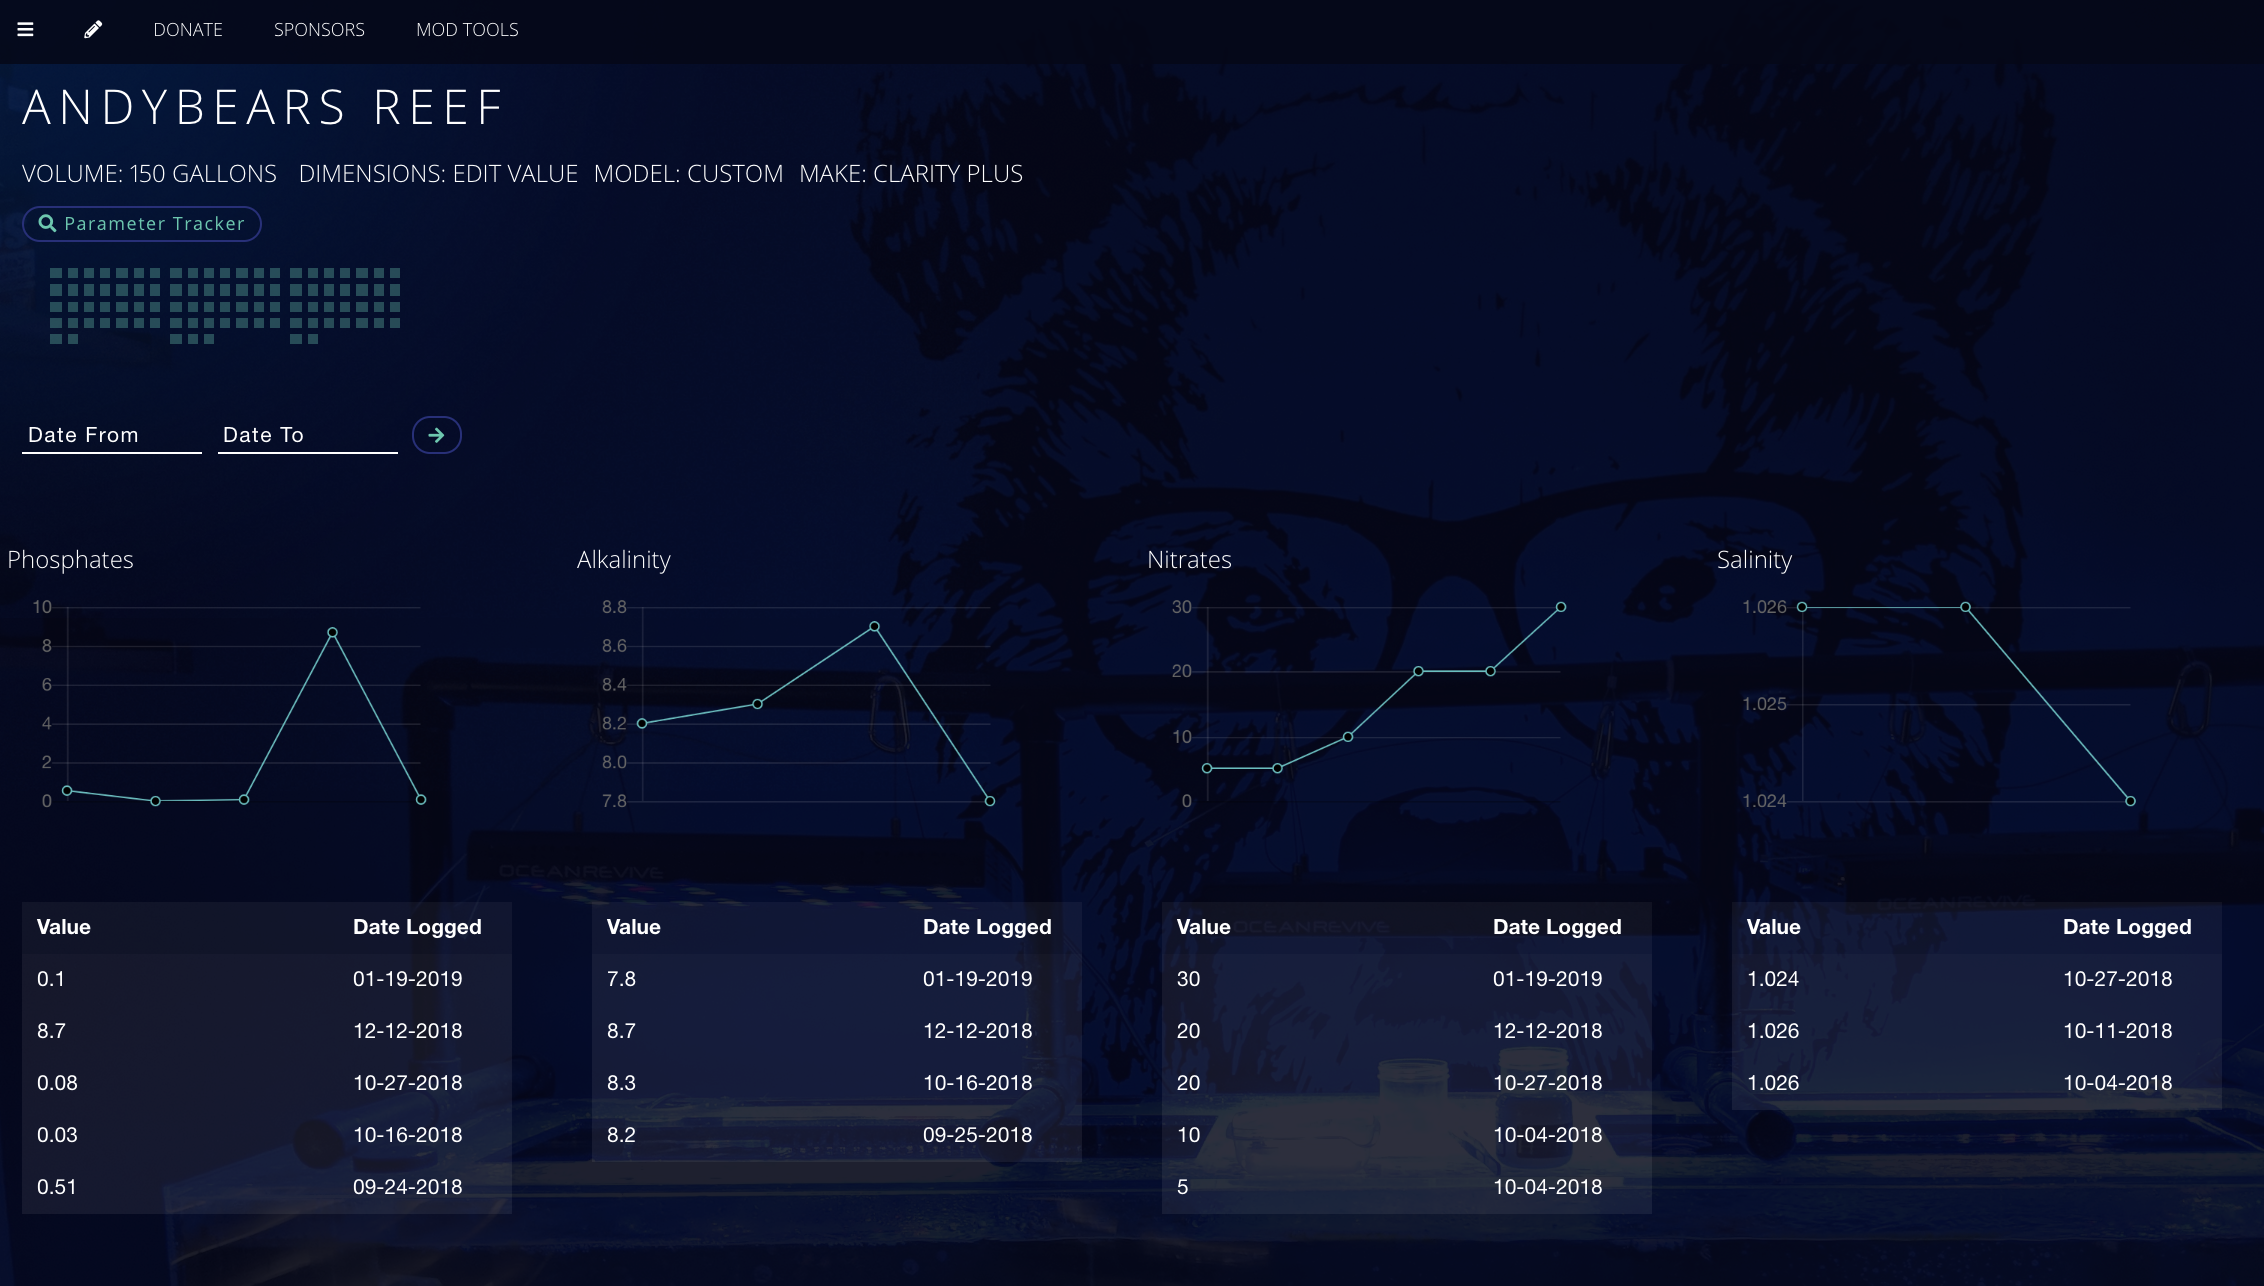 DONATE SPONSORS MOD TOOLS
ANDYBEARS REEF
VOLUME: 150 GALLONS DIMENSIONS: EDIT VALUE MODEL: CUSTOM MAKE: CLARITY PLUS
Parameter Tracker
Date From Date To
Phosphates
10
8
6
4
2
0
Alkalinity
8.8
8.6
8.4
8.2
8.0
7.8
Nitrates
30
20
10
0
Salinity
1.026
1.025
1.024
OCEANREVIVE
OCEANREVIVE
OCEANREVIVE
Value Date Logged
0.1 01-19-2019
8.7 12-12-2018
0.08 10-27-2018
0.03 10-16-2018
0.51 09-24-2018
Value Date Logged
7.8 01-19-2019
8.7 12-12-2018
8.3 10-16-2018
8.2 09-25-2018
Value Date Logged
30 01-19-2019
20 12-12-2018
20 10-27-2018
10 10-04-2018
5 10-04-2018
Value Date Logged
1.024 10-27-2018
1.026 10-11-2018
1.026 10-04-2018